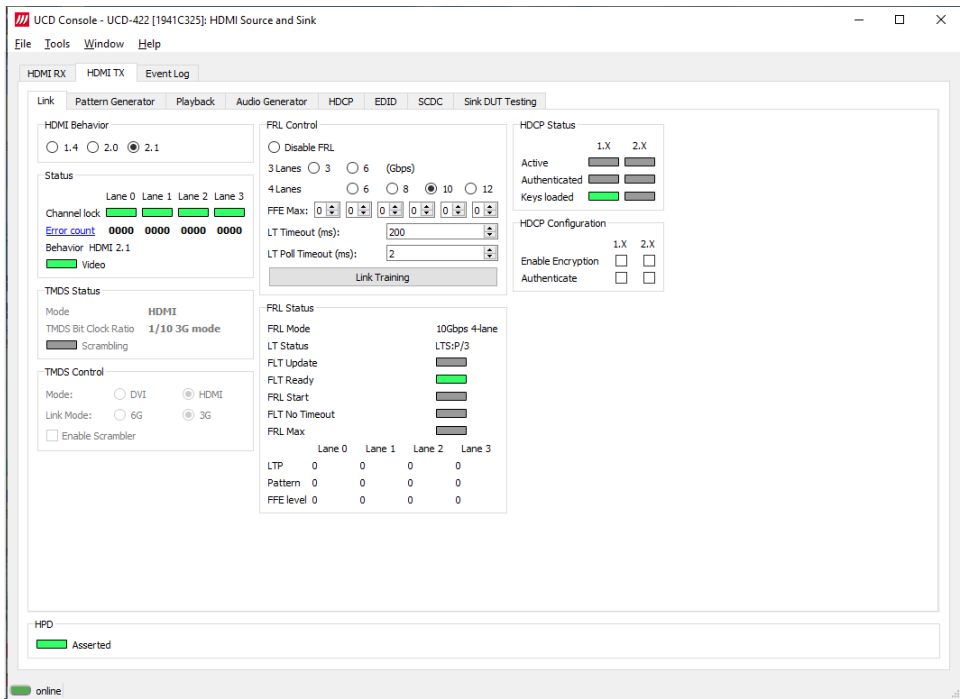 UCD Console - UCD-422 [1941C325]: HDMI Source and Sink
File Tools Window Help
HDMI RX HDMI TX Event Log
Link Pattern Generator Playback Audio Generator HDCP EDID SCDC Sink DUT Testing
HDMI Behavior
1.4 2.0 2.1
Status
Lane 0 Lane 1 Lane 2 Lane 3
Channel lock
Error count 0000 0000 0000 0000
Behavior HDMI 2.1
Video
TMDS Status
Mode HDMI
TMDS Bit Clock Ratio 1/10 3G mode
Scrambling
TMDS Control
Mode: DVI HDMI
Link Mode: 6G 3G
Enable Scrambler
FRL Control
Disable FRL
3 Lanes 3 6 (Gbps)
4 Lanes 6 8 10 12
FFE Max: 0 0 0 0 0 0
LT Timeout (ms): 200
LT Poll Timeout (ms): 2
Link Training
FRL Status
FRL Mode 10Gbps 4-lane
LT Status LTS:P/3
FLT Update
FLT Ready
FRL Start
FLT No Timeout
FRL Max
Lane 0 Lane 1 Lane 2 Lane 3
LTP 0 0 0 0
Pattern 0 0 0 0
FFE level 0 0 0 0
HDCP Status
1.X 2.X
Active
Authenticated
Keys loaded
HDCP Configuration
1.X 2.X
Enable Encryption
Authenticate
HPD
Asserted
online